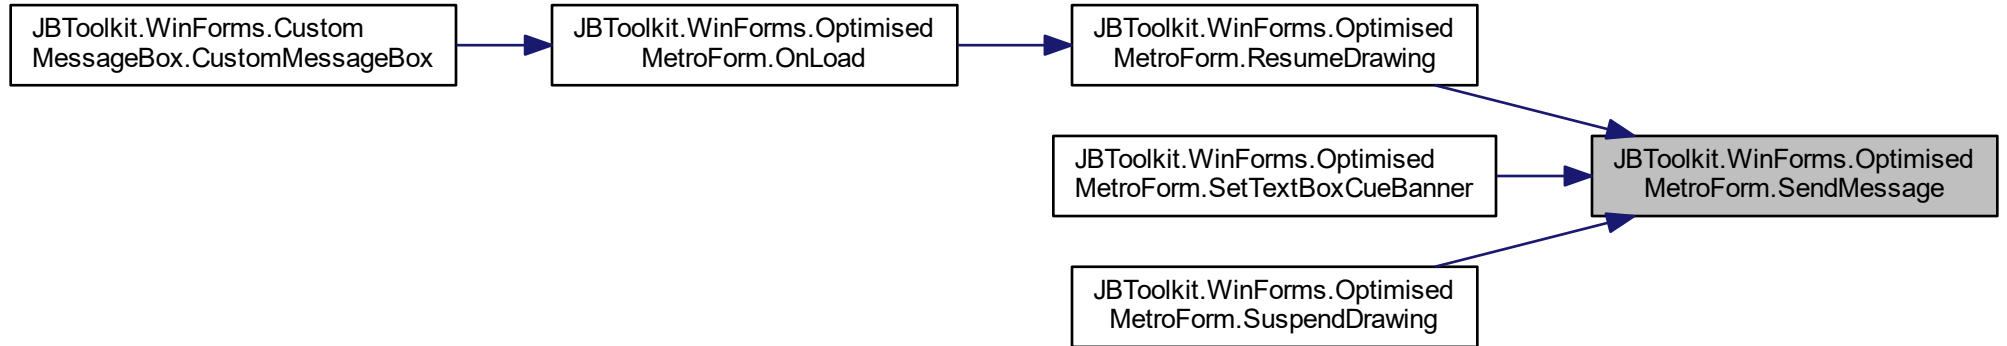 JBToolkit.WinForms.Custom
MessageBox.CustomMessageBox
JBToolkit.WinForms.Optimised
MetroForm.OnLoad
JBToolkit.WinForms.Optimised
MetroForm.ResumeDrawing
JBToolkit.WinForms.Optimised
MetroForm.SetTextBoxCueBanner
JBToolkit.WinForms.Optimised
MetroForm.SendMessage
JBToolkit.WinForms.Optimised
MetroForm.SuspendDrawing